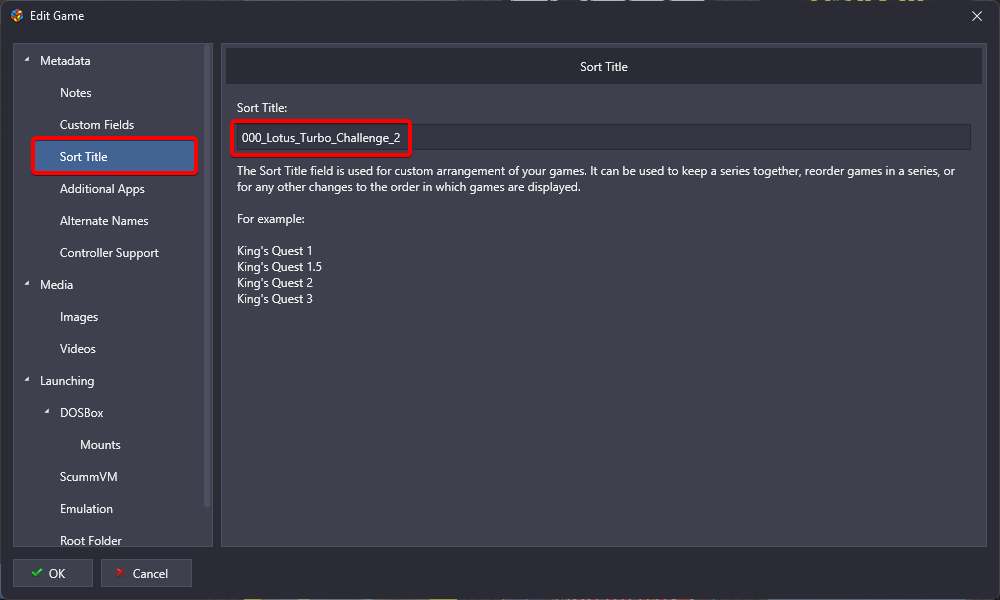 Edit Game
Metadata
Notes
Custom Fields
Sort Title
Additional Apps
Alternate Names
Controller Support
Media
Images
Videos
Launching
DOSBox
Mounts
ScummVM
Emulation
Root Folder
Sort Title
Sort Title:
000_Lotus_Turbo_Challenge_2
The Sort Title field is used for custom arrangement of your games. It can be used to keep a series together, reorder games in a series, or
for any other changes to the order in which games are displayed.
For example:
King's Quest 1
King's Quest 1.5
King's Quest 2
King's Quest 3
OK
Cancel